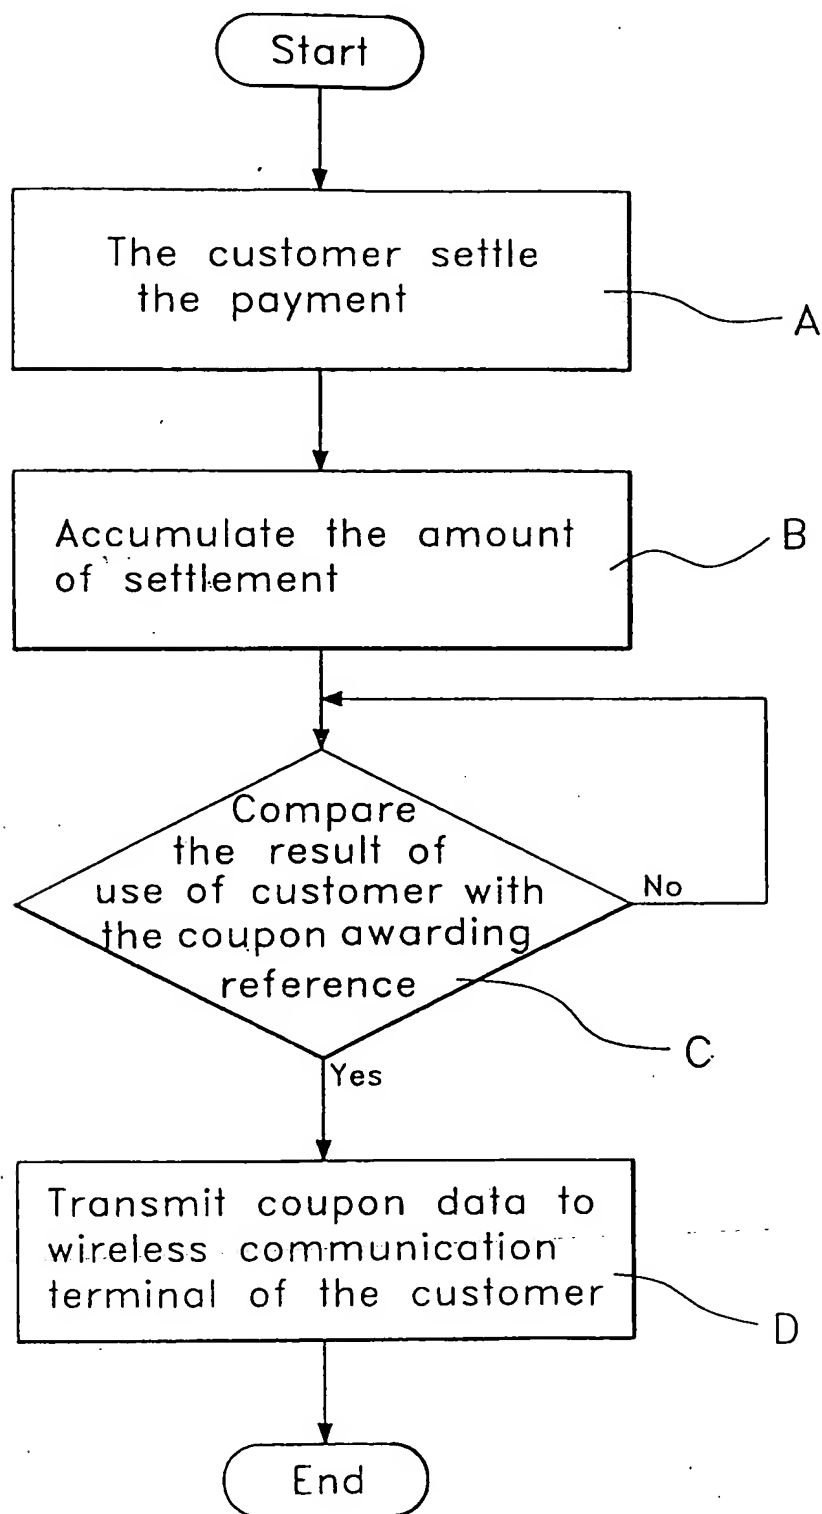 Start
The customer settle
the payment
A
Accumulate the amount
of settlement
B
Compare
the result of
use of customer with
the coupon awarding
reference
No
C
Yes
Transmit coupon data to
wireless communication
terminal of the customer
D
End